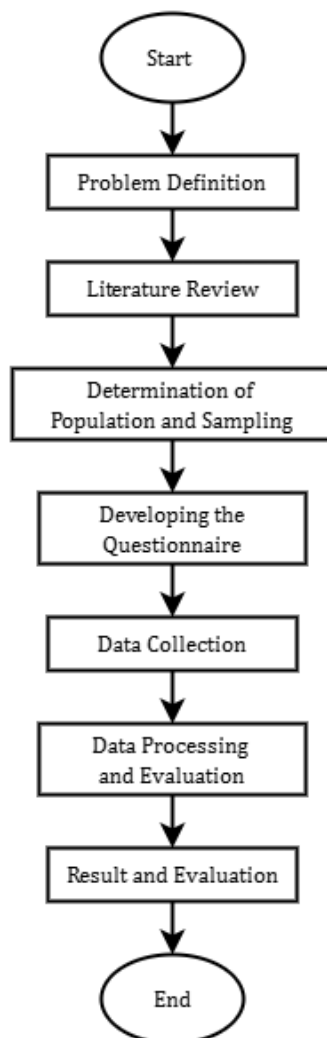 Start
Problem Definition
Literature Review
Determination of
Population and Sampling
Developing the
Questionnaire
Data Collection
Data Processing
and Evaluation
Result and Evaluation
End